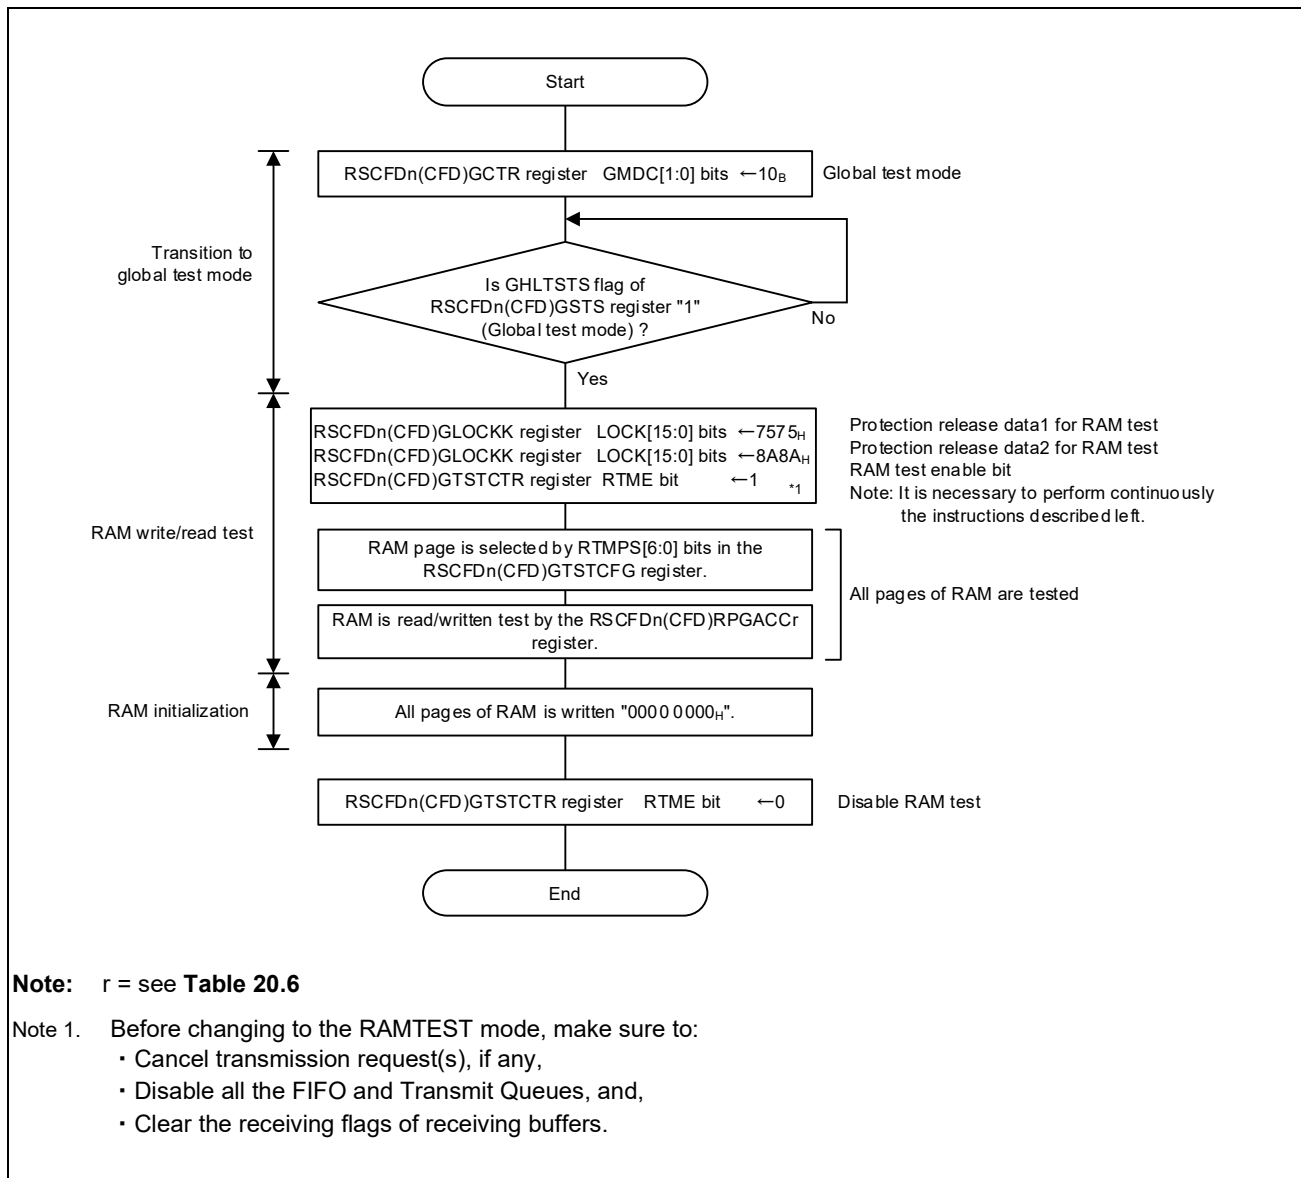 Start
RSCFDn(CFD)GCTR register GMDC[1:0] bits ←10B
Global test mode
Transition to
global test mode
Is GHLTSTS flag of
RSCFDn(CFD)GSTS register "1"
(Global test mode) ?
No
Yes
RSCFDn(CFD)GLOCKK register LOCK[15:0] bits ←7575H
RSCFDn(CFD)GLOCKK register LOCK[15:0] bits ←8A8AH
RSCFDn(CFD)GTSTCTR register RTME bit ←1 *1
Protection release data1 for RAM test
Protection release data2 for RAM test
RAM test enable bit
Note: It is necessary to perform continuously
the instructions described left.
RAM write/read test
RAM page is selected by RTMPS[6:0] bits in the
RSCFDn(CFD)GTSTCFG register.
All pages of RAM are tested
RAM is read/written test by the RSCFDn(CFD)RPGACCr
register.
RAM initialization
All pages of RAM is written "0000 0000H".
RSCFDn(CFD)GTSTCTR register RTME bit ←0
Disable RAM test
End
Note: r = see Table 20.6
Note 1. Before changing to the RAMTEST mode, make sure to:
・Cancel transmission request(s), if any,
・Disable all the FIFO and Transmit Queues, and,
・Clear the receiving flags of receiving buffers.